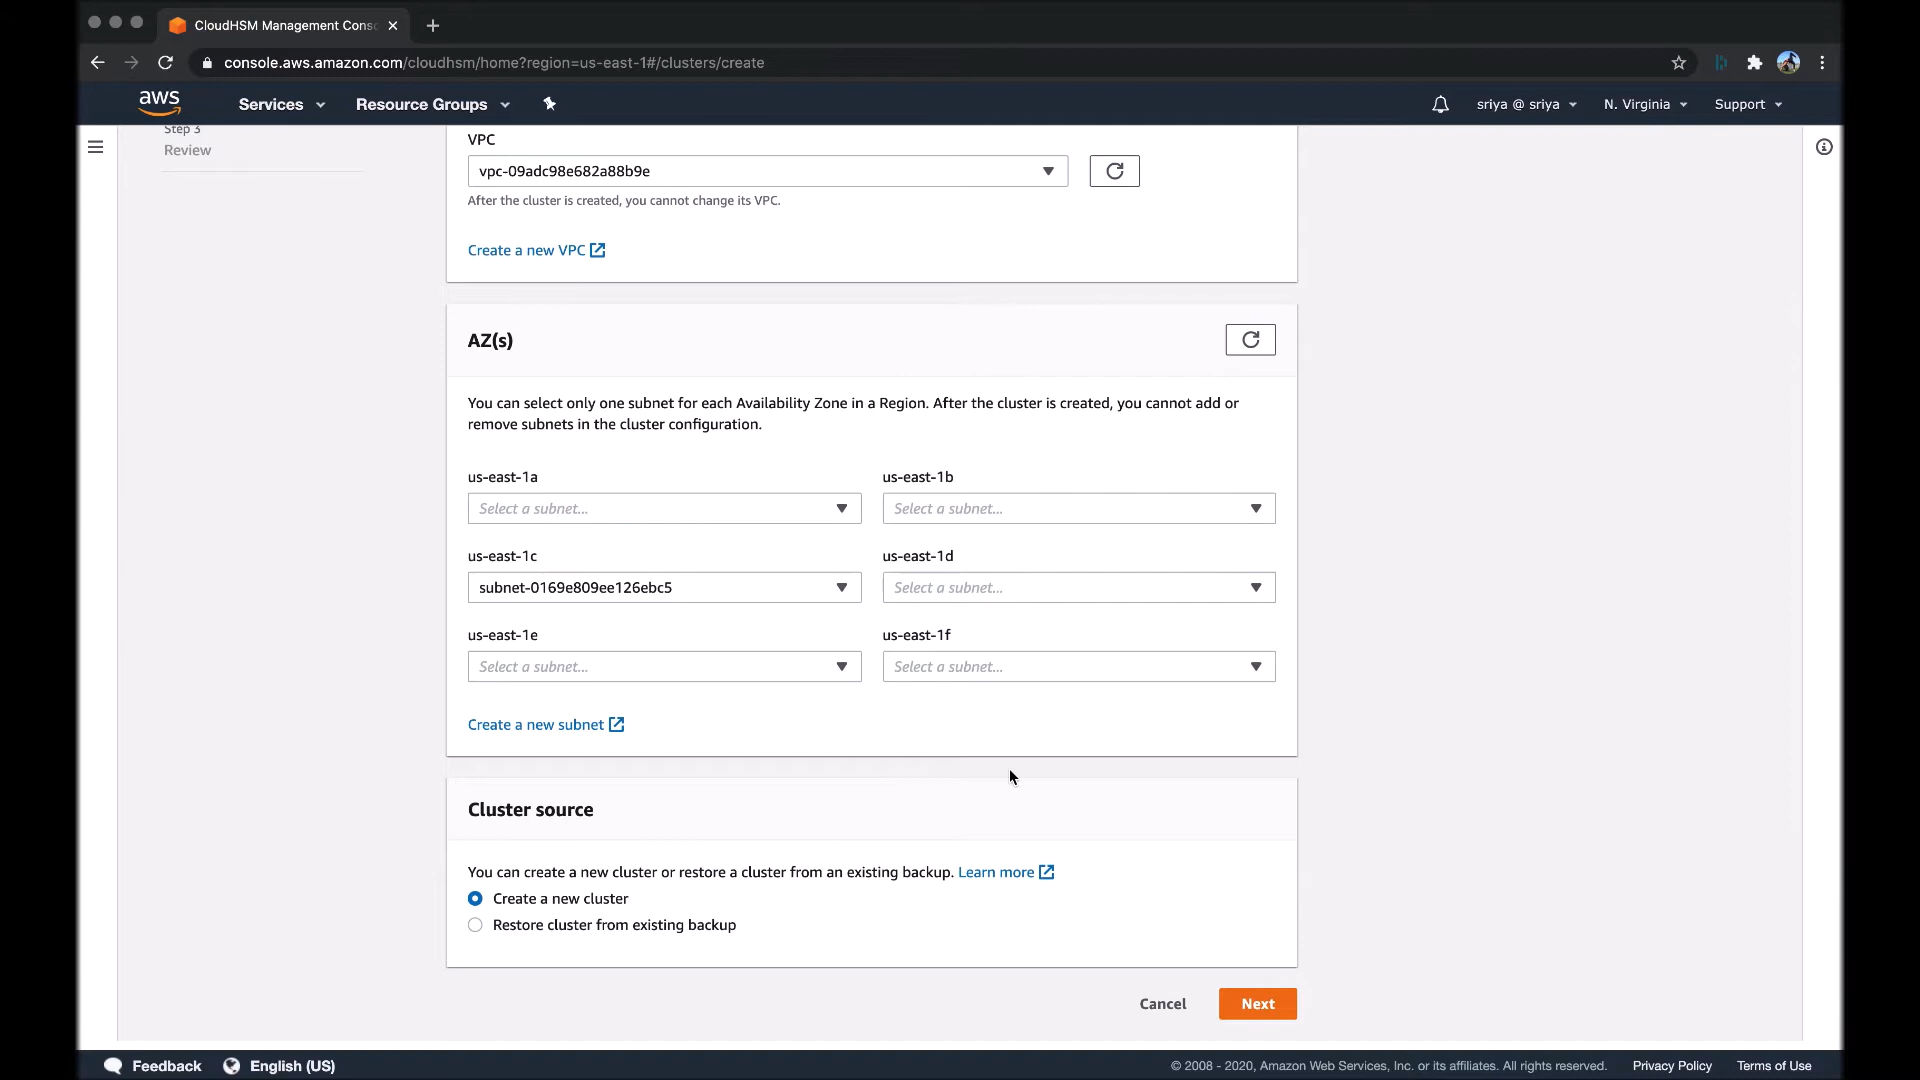 CloudHSM Management Conso
console.aws.amazon.com/cloudhsm/home?region=us-east-1#/clusters/create
aws
Services
Resource Groups
sriya @ sriya
N. Virginia
Support
Step 3
Review
VPC
vpc-09adc98e682a88b9e
After the cluster is created, you cannot change its VPC.
Create a new VPC
AZ(s)
You can select only one subnet for each Availability Zone in a Region. After the cluster is created, you cannot add or
remove subnets in the cluster configuration.
us-east-1a
us-east-1b
Select a subnet...
Select a subnet...
us-east-1c
us-east-1d
subnet-0169e809ee126ebc5
Select a subnet...
us-east-1e
us-east-1f
Select a subnet...
Select a subnet...
Create a new subnet
Cluster source
You can create a new cluster or restore a cluster from an existing backup. Learn more
Create a new cluster
Restore cluster from existing backup
Cancel
Next
Feedback
English (US)
© 2008 - 2020, Amazon Web Services, Inc. or its affiliates. All rights reserved.
Privacy Policy
Terms of Use